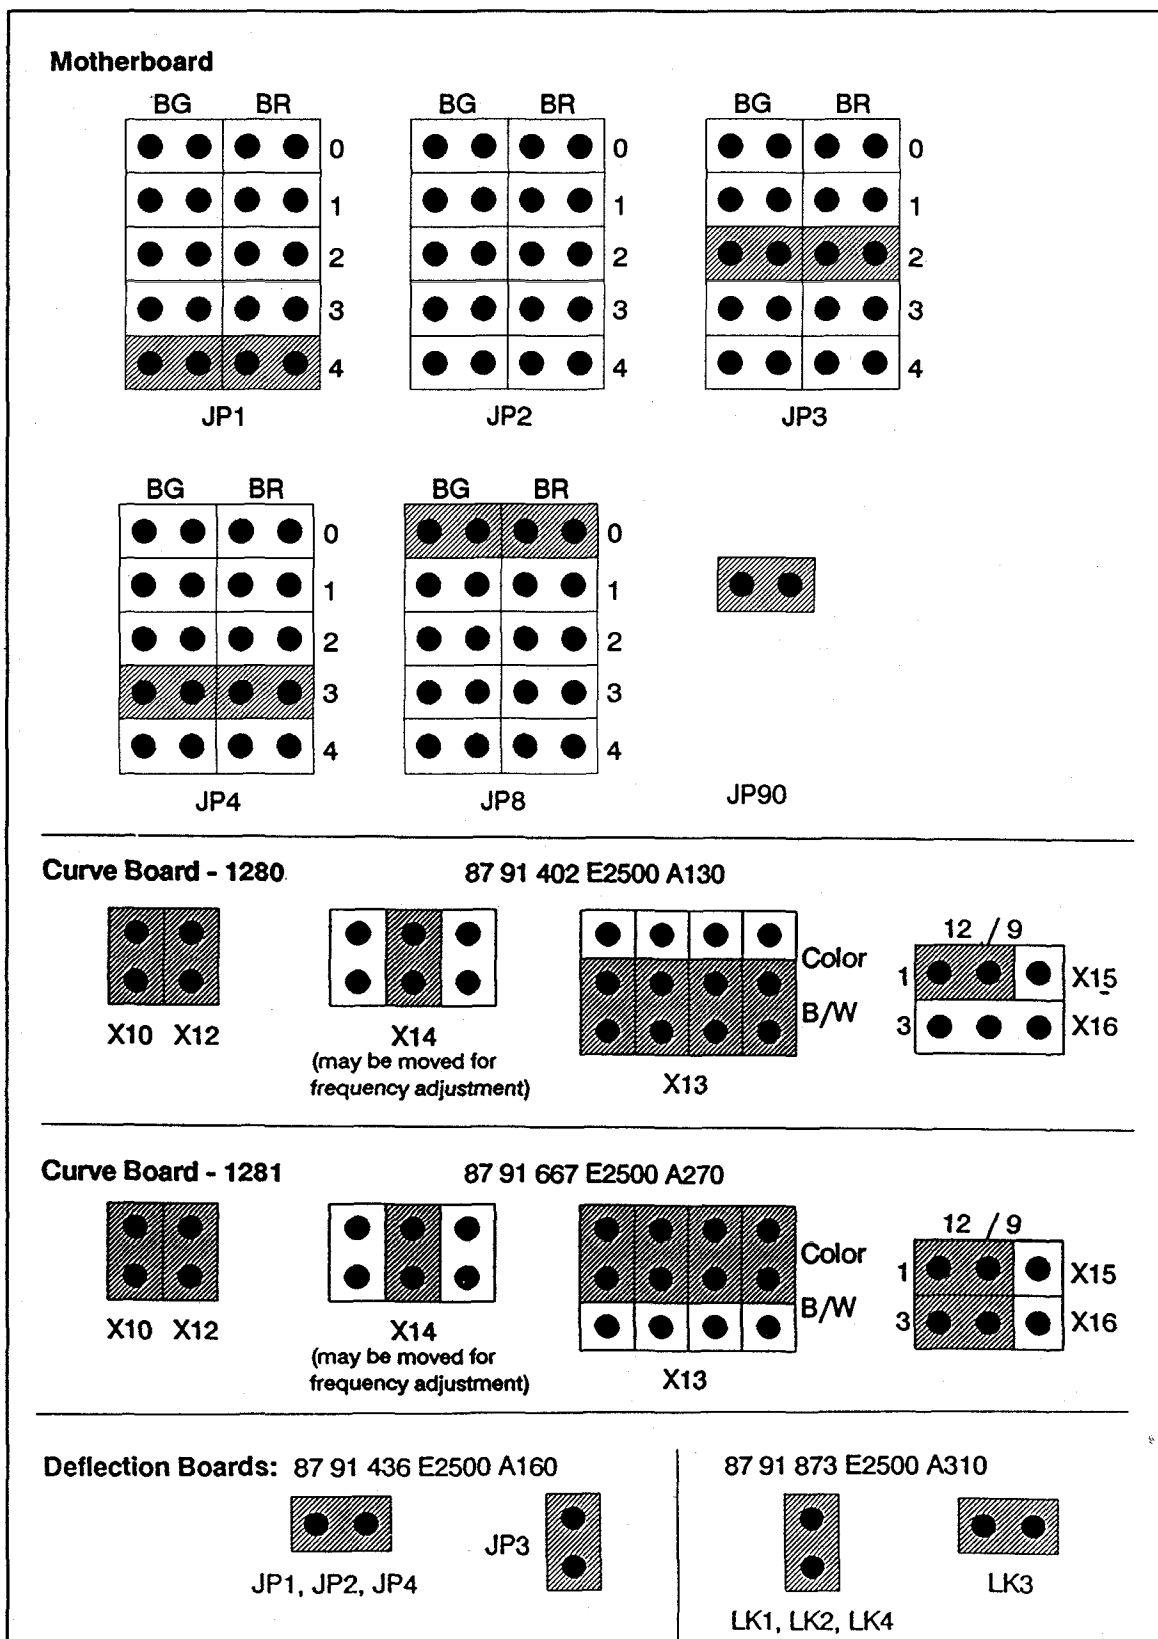 Motherboard
BG BR BG BR BG BR
0 0 0
1 1 1
2 2 2
3 3 3
4 4 4
JP1 JP2 JP3
BG BR BG BR
0 0
1 1
2 2
3 3
4 4
JP4 JP8 JP90
Curve Board - 1280 87 91 402 E2500 A130
12 / 9
Color
1 X15
B/W
3 X16
X10 X12 X14
(may be moved for
frequency adjustment)
X13
Curve Board - 1281 87 91 667 E2500 A270
12 / 9
Color
1 X15
B/W
3 X16
X10 X12 X14
(may be moved for
frequency adjustment)
X13
Deflection Boards: 87 91 436 E2500 A160 87 91 873 E2500 A310
JP3
JP1, JP2, JP4 LK3
LK1, LK2, LK4